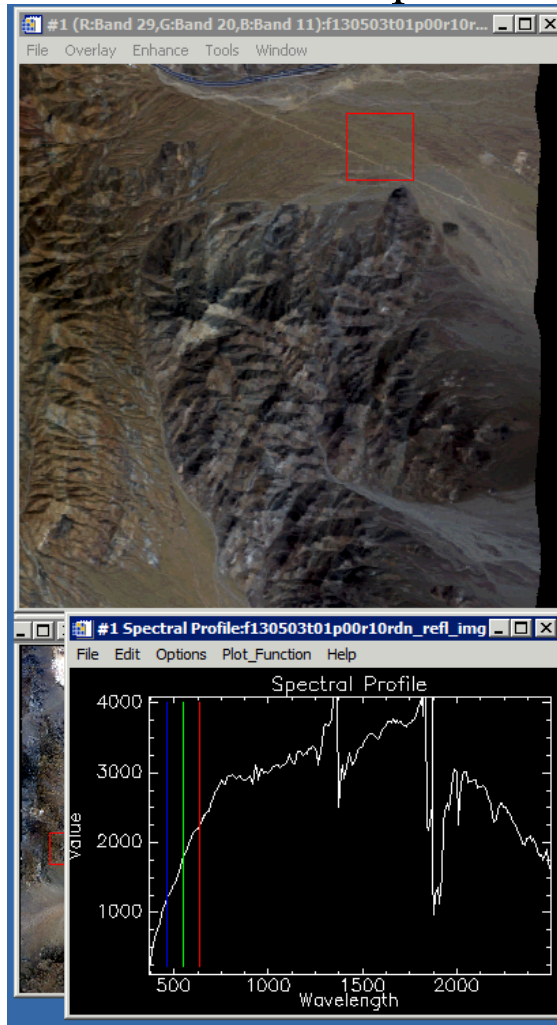 #1 (R:Band 29,G:Band 20,B:Band 11):f130503t01p00r10r...
File Overlay Enhance Tools Window
#1 Spectral Profile:f130503t01p00r10rdn_refl_img
File Edit Options Plot_Function Help
Spectral Profile
4000
3000
2000
1000
Value
500 1000 1500 2000
Wavelength